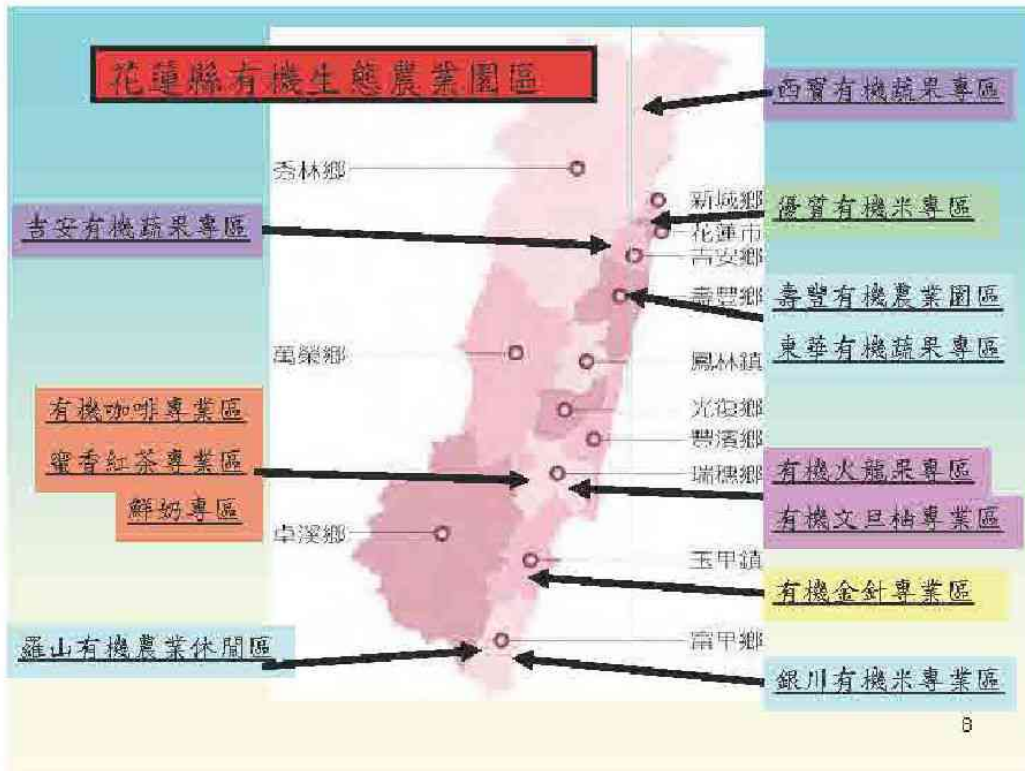 花蓮縣有機生態農業園區
西寶有機蔬果專區
秀林鄉
新城鄉
優質有機米專區
吉安有機蔬果專區
花蓮市
吉安鄉
壽豐鄉
壽豐有機農業園區
東華有機蔬果專區
萬榮鄉
鳳林鎮
有機咖啡專業區
光復鄉
豐濱鄉
蜜香紅茶專業區
瑞穗鄉
有機火龍果專區
鮮奶專區
有機文旦柚專業區
卓溪鄉
玉里鎮
有機金針專業區
羅山有機農業休閒區
富里鄉
銀川有機米專業區
8